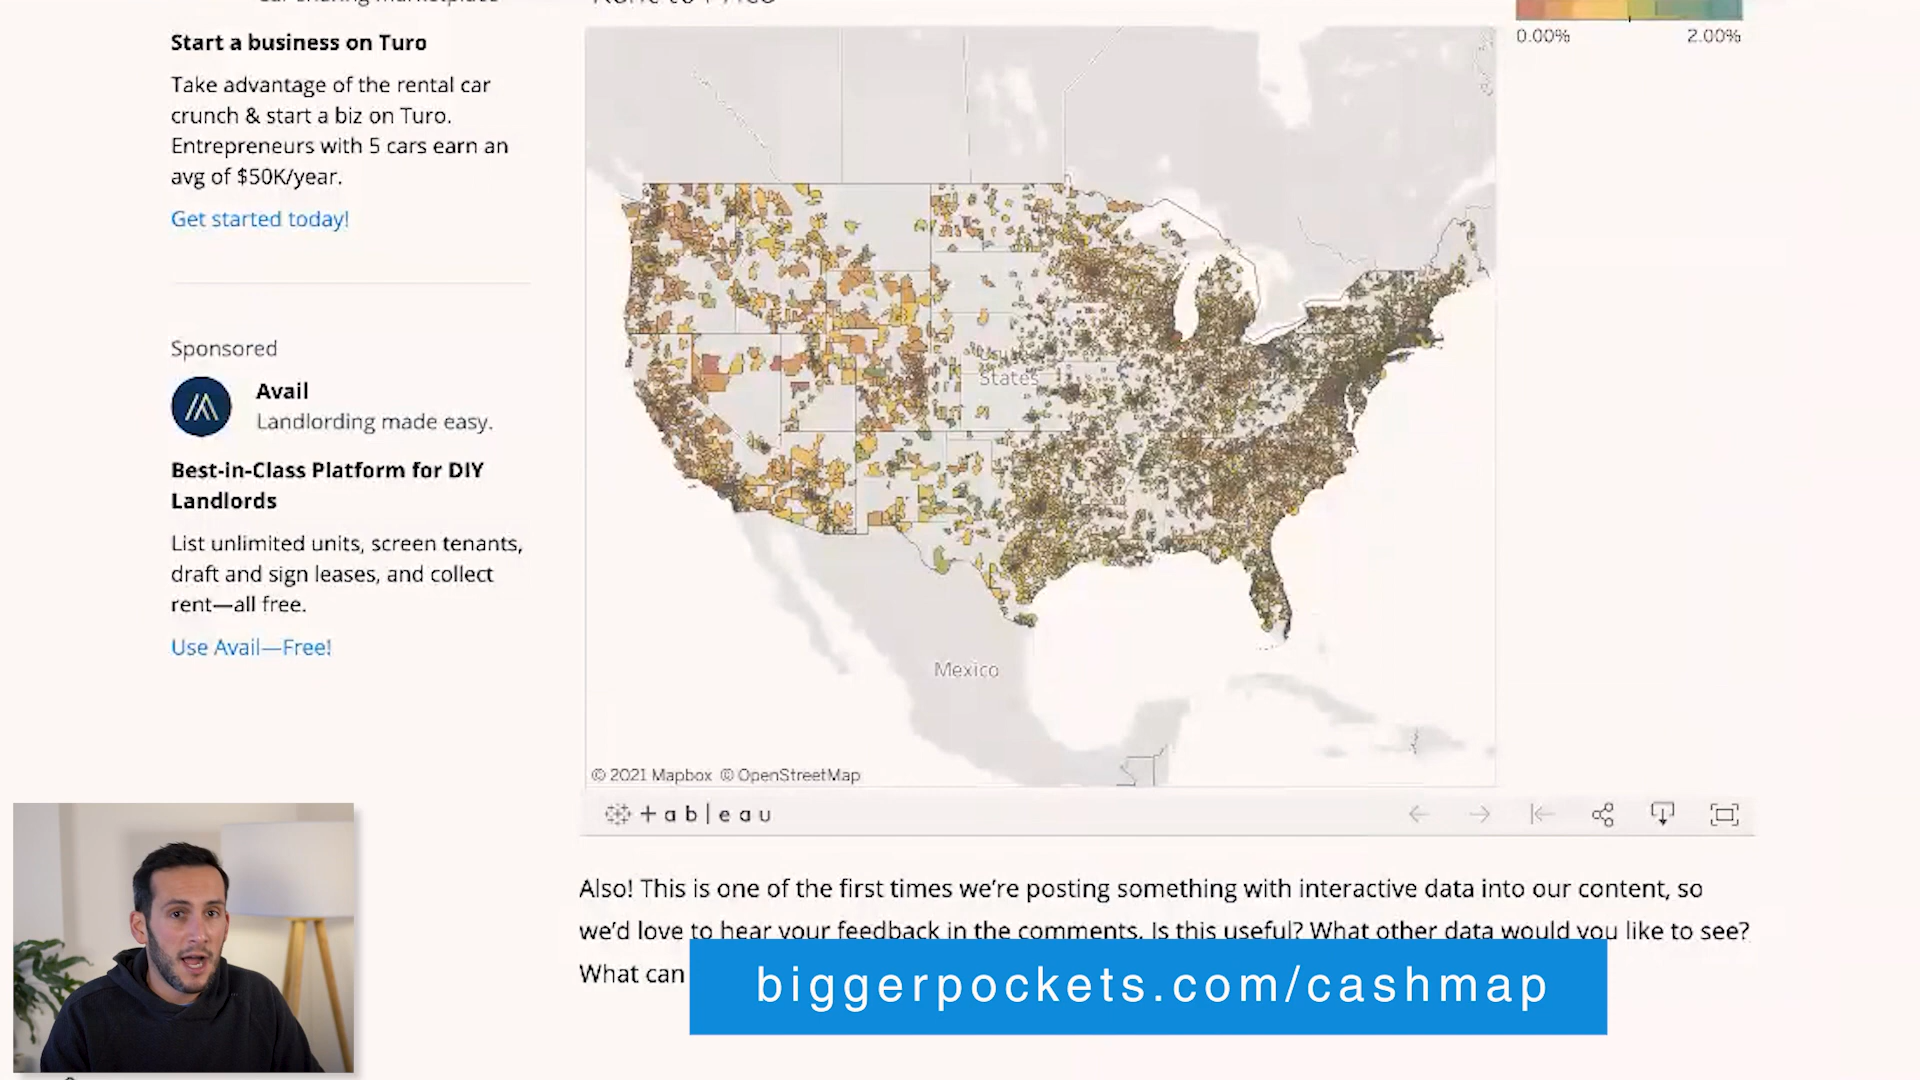 Start a business on Turo
Take advantage of the rental car
crunch & start a biz on Turo.
Entrepreneurs with 5 cars earn an
avg of $50K/year.
Get started today!
Sponsored
Avail
Landlording made easy.
Best-in-Class Platform for DIY
Landlords
List unlimited units, screen tenants,
draft and sign leases, and collect
rent—all free.
Use Avail—Free!
0.00% 2.00%
United
States
Mexico
© 2021 Mapbox © OpenStreetMap
+ a b | e a u
Also! This is one of the first times we’re posting something with interactive data into our content, so
we’d love to hear your feedback in the comments. Is this useful? What other data would you like to see?
What can
biggerpockets.com/cashmap